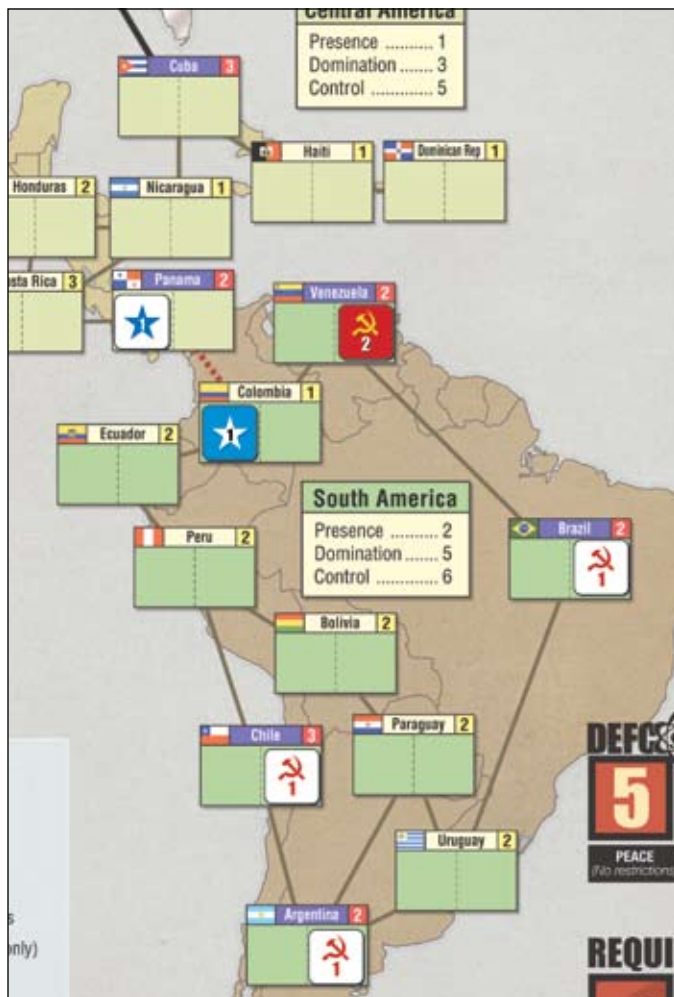 Central America
Presence .......... 1
Domination ....... 3
Control .............. 5
Cuba 3
Haiti 1
Dominican Rep 1
Honduras 2
Nicaragua 1
sta Rica 3
Panama 2
1
Venezuela 2
2
Colombia 1
1
Ecuador 2
South America
Presence .......... 2
Domination ....... 5
Control .............. 6
Peru 2
Brazil 2
1
Bolivia 2
Chile 3
1
Paraguay 2
DEFC
5
PEACE
(No restrictions
Uruguay 2
Argentina 2
1
s
only)
REQUI